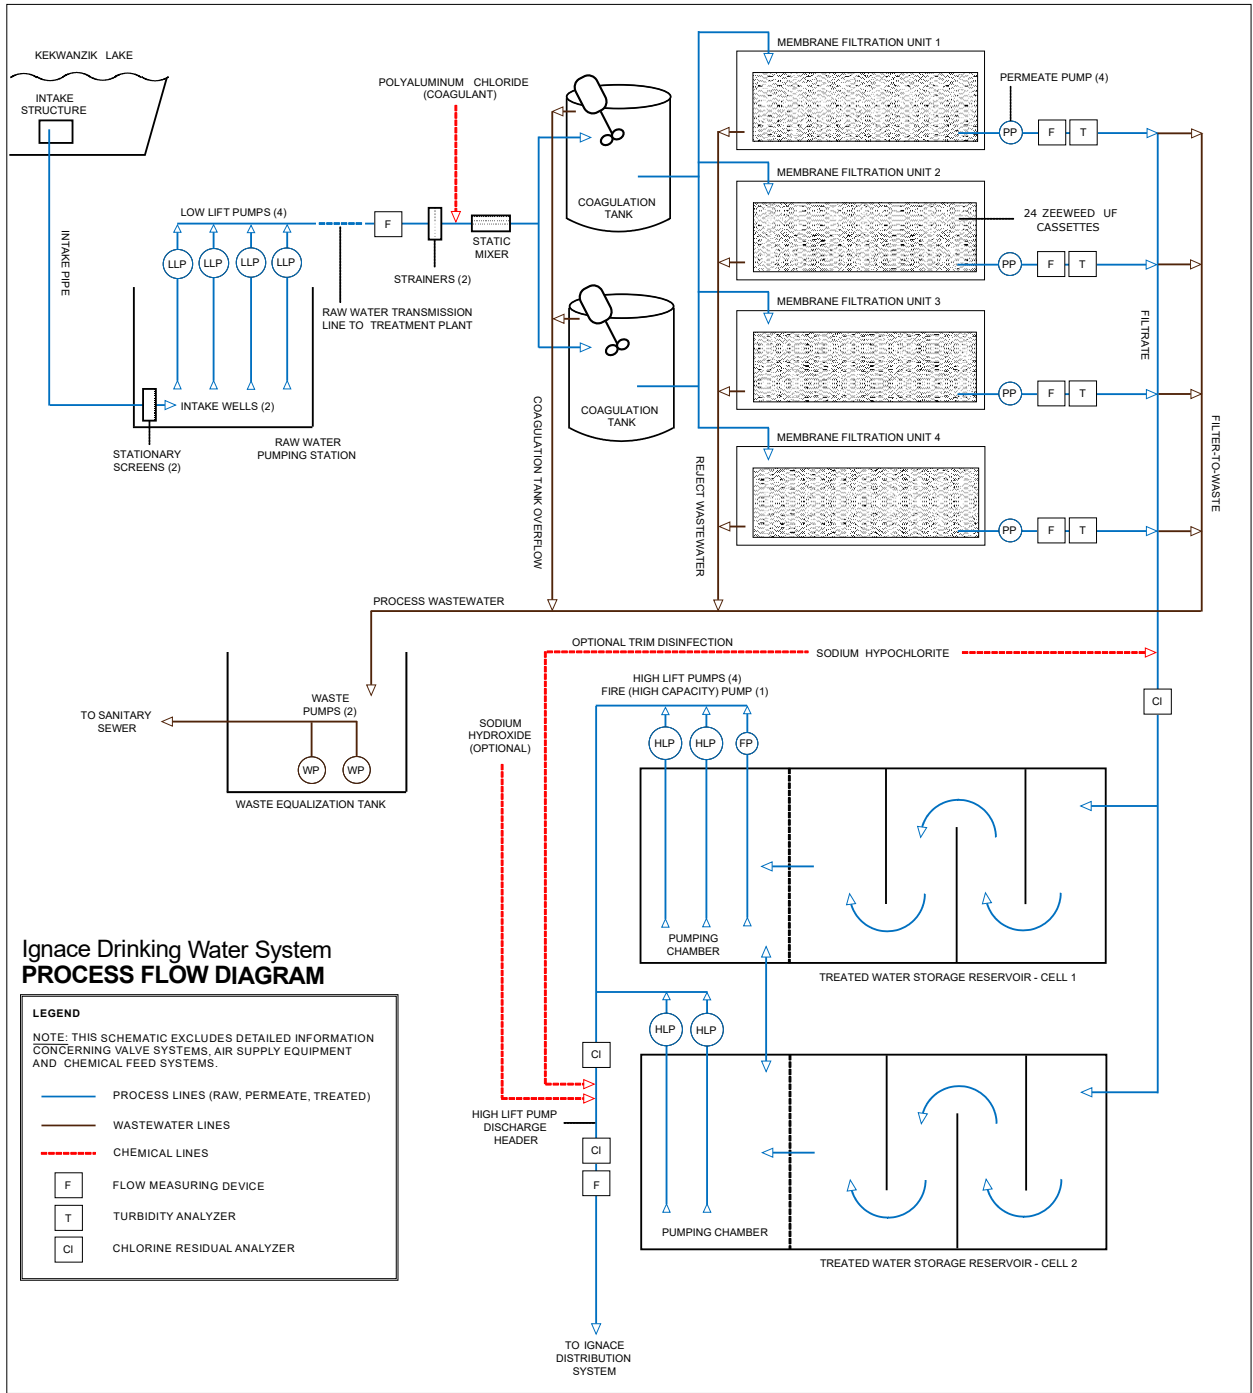 KEKWANZIK LAKE
INTAKE
STRUCTURE
INTAKE PIPE
LOW LIFT PUMPS (4)
LLP
LLP
LLP
LLP
INTAKE WELLS (2)
STATIONARY
SCREENS (2)
RAW WATER
PUMPING STATION
RAW WATER TRANSMISSION
LINE TO TREATMENT PLANT
F
STRAINERS (2)
POLYALUMINUM CHLORIDE
(COAGULANT)
STATIC
MIXER
COAGULATION
TANK
COAGULATION
TANK
COAGULATION TANK OVERFLOW
REJECT WASTEWATER
MEMBRANE FILTRATION UNIT 1
PERMEATE PUMP (4)
PP
F
T
MEMBRANE FILTRATION UNIT 2
24 ZEEWEED UF
CASSETTES
PP
F
T
MEMBRANE FILTRATION UNIT 3
PP
F
T
MEMBRANE FILTRATION UNIT 4
PP
F
T
FILTRATE
FILTER-TO-WASTE
PROCESS WASTEWATER
OPTIONAL TRIM DISINFECTION
SODIUM HYPOCHLORITE
Cl
TO SANITARY
SEWER
WASTE
PUMPS (2)
WP
WP
WASTE EQUALIZATION TANK
SODIUM
HYDROXIDE
(OPTIONAL)
HIGH LIFT PUMPS (4)
FIRE (HIGH CAPACITY) PUMP (1)
HLP
HLP
FP
PUMPING
CHAMBER
TREATED WATER STORAGE RESERVOIR - CELL 1
HLP
HLP
PUMPING CHAMBER
TREATED WATER STORAGE RESERVOIR - CELL 2
Cl
HIGH LIFT PUMP
DISCHARGE
HEADER
Cl
F
TO IGNACE
DISTRIBUTION
SYSTEM
Ignace Drinking Water System
PROCESS FLOW DIAGRAM
LEGEND
NOTE: THIS SCHEMATIC EXCLUDES DETAILED INFORMATION
CONCERNING VALVE SYSTEMS, AIR SUPPLY EQUIPMENT
AND CHEMICAL FEED SYSTEMS.
PROCESS LINES (RAW, PERMEATE, TREATED)
WASTEWATER LINES
CHEMICAL LINES
F FLOW MEASURING DEVICE
T TURBIDITY ANALYZER
Cl CHLORINE RESIDUAL ANALYZER